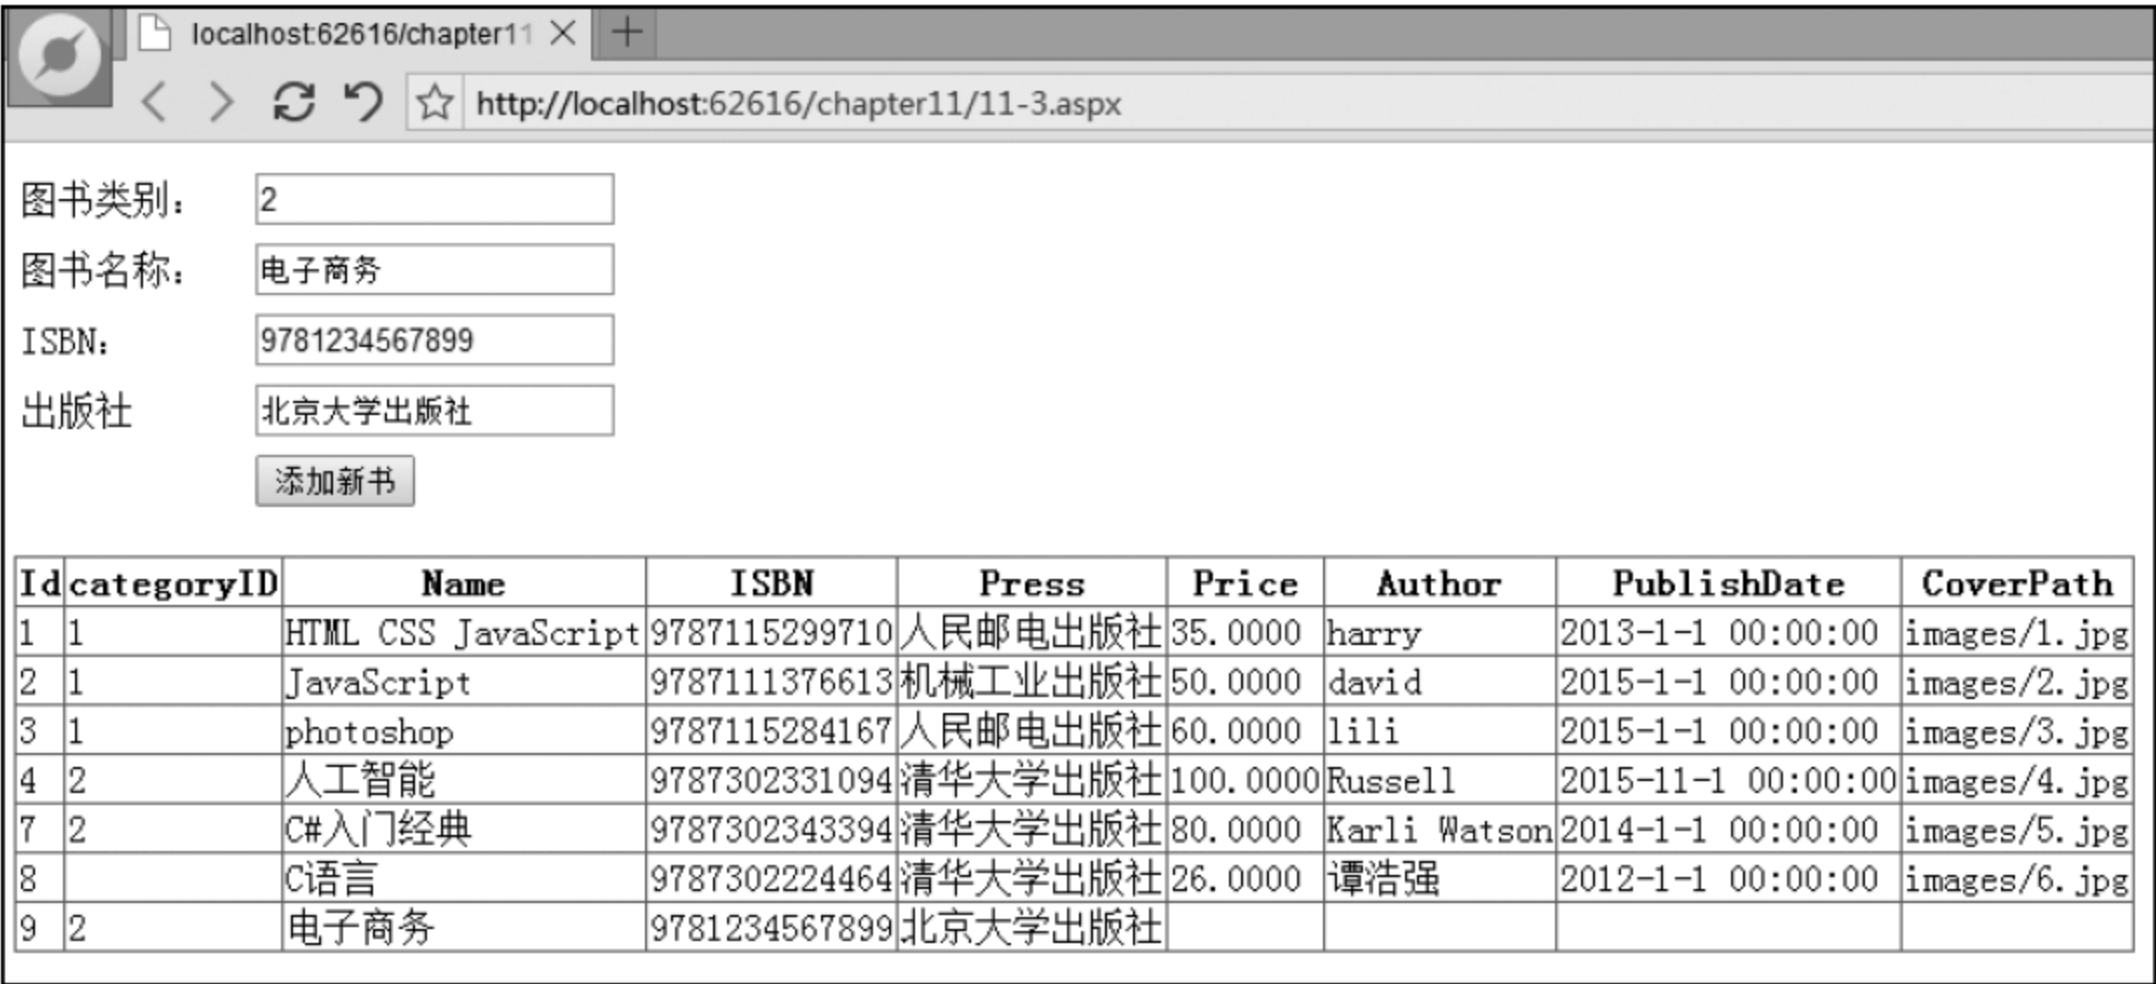 localhost:62616/chapter11
http://localhost:62616/chapter11/11-3.aspx
图书类别： 2
图书名称： 电子商务
ISBN： 9781234567899
出版社 北京大学出版社
添加新书
Id categoryID Name ISBN Press Price Author PublishDate CoverPath
1 1 HTML CSS JavaScript 9787115299710 人民邮电出版社 35.0000 harry 2013-1-1 00:00:00 images/1.jpg
2 1 JavaScript 9787111376613 机械工业出版社 50.0000 david 2015-1-1 00:00:00 images/2.jpg
3 1 photoshop 9787115284167 人民邮电出版社 60.0000 lili 2015-1-1 00:00:00 images/3.jpg
4 2 人工智能 9787302331094 清华大学出版社 100.0000 Russell 2015-11-1 00:00:00 images/4.jpg
7 2 C#入门经典 9787302343394 清华大学出版社 80.0000 Karli Watson 2014-1-1 00:00:00 images/5.jpg
8 C语言 9787302224464 清华大学出版社 26.0000 谭浩强 2012-1-1 00:00:00 images/6.jpg
9 2 电子商务 9781234567899 北京大学出版社